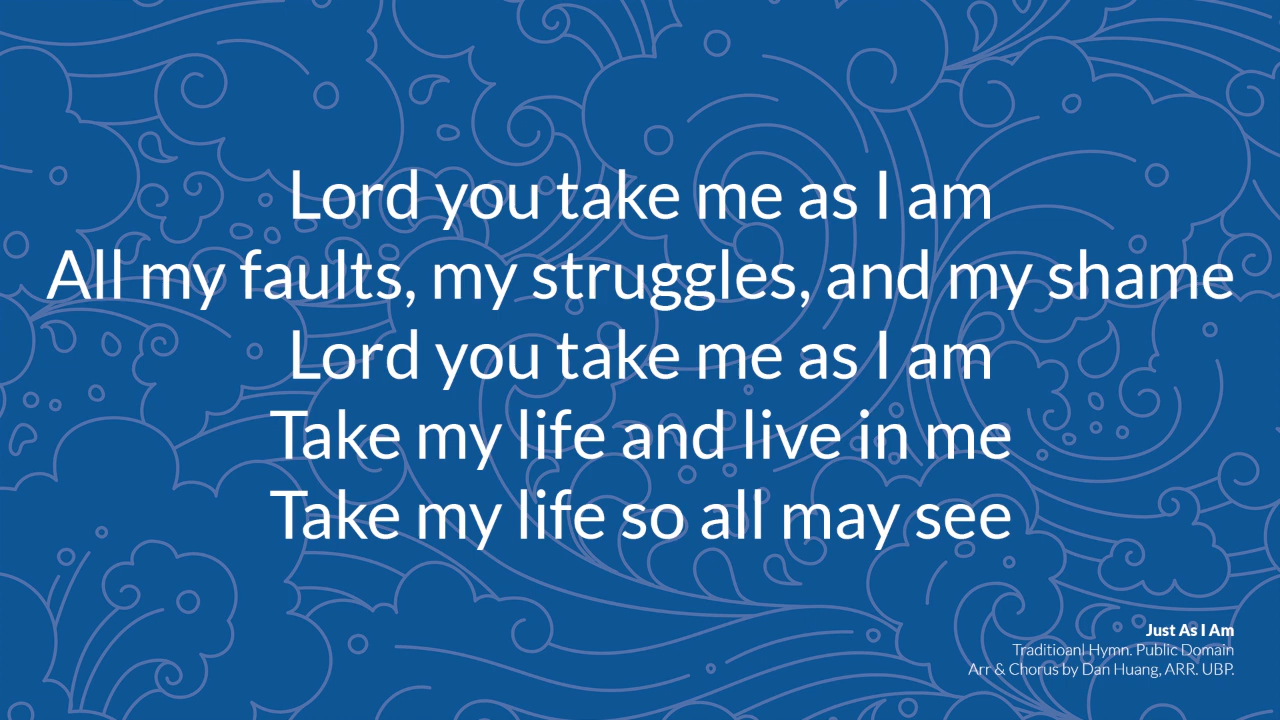 Lord you take me as I am
All my faults, my struggles, and my shame
Lord you take me as I am
Take my life and live in me
Take my life so all may see
Just As I Am
Traditioanl Hymn. Public Domain
Arr & Chorus by Dan Huang, ARR. UBP.